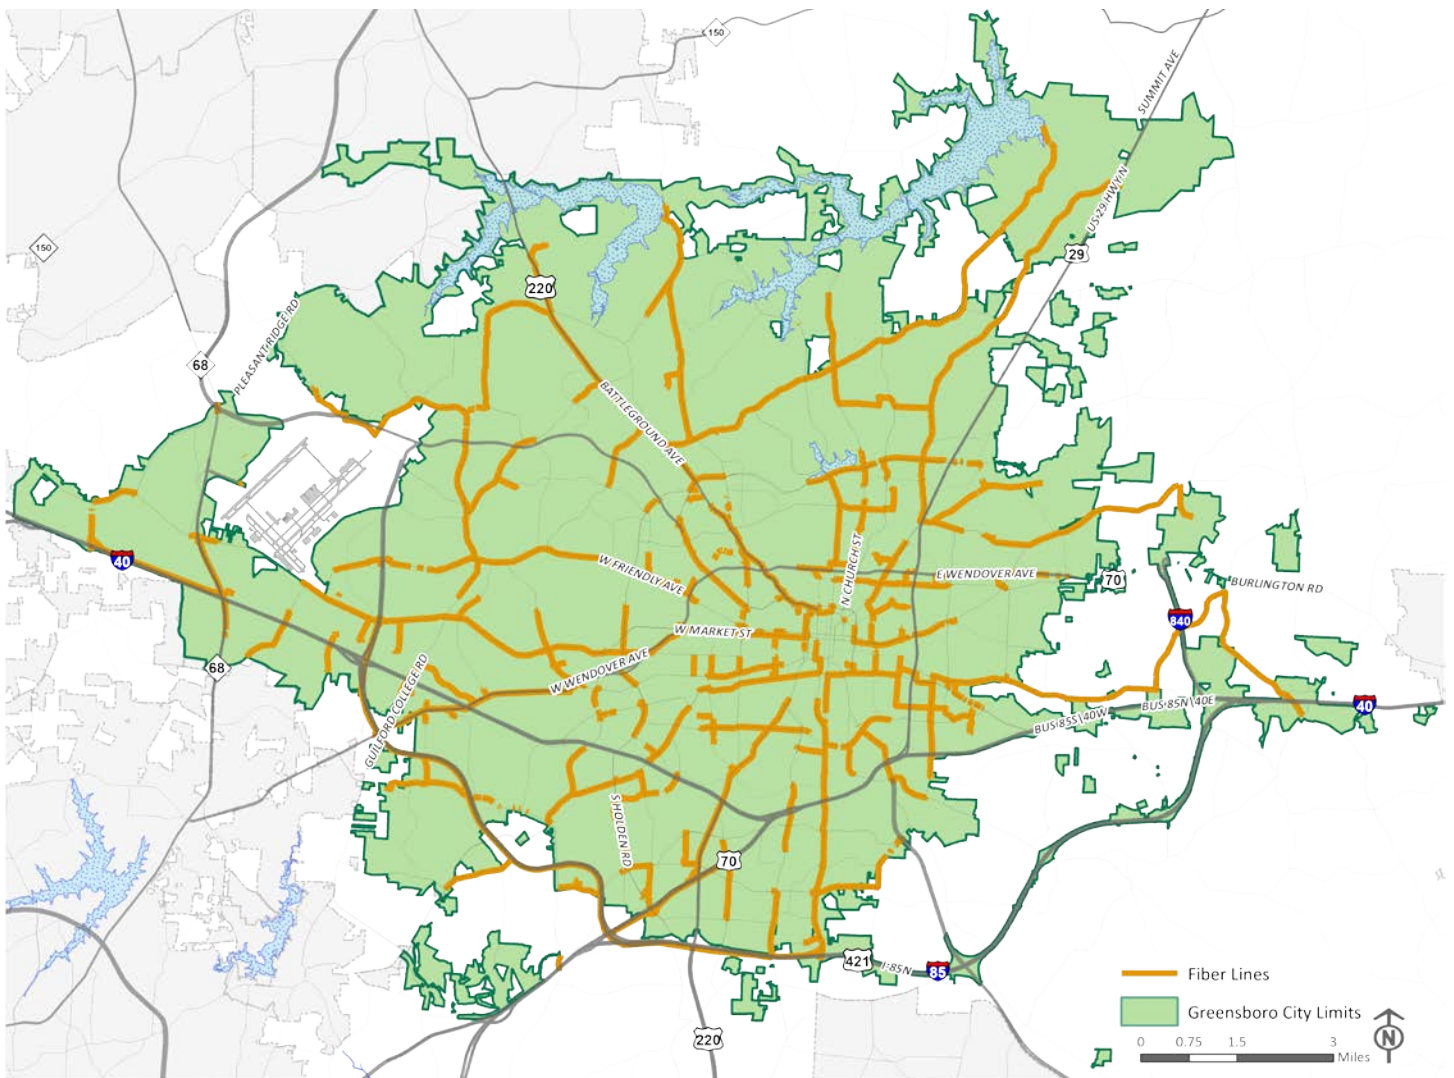 150
SUMMIT AVE
150
US 29 HWY N
29
220
PLEASANT RIDGE RD
68
BATTLEGROUND AVE
40
W FRIENDLY AVE
N CHURCH ST
E WENDOVER AVE
70
BURLINGTON RD
840
W MARKET ST
68
W WENDOVER AVE
GUILFORD COLLEGE RD
BUS 85S\40W
BUS 85N\40E
40
S HOLDEN RD
70
421
I-85N
85
220
Fiber Lines
Greensboro City Limits
N
0 0.75 1.5 3
Miles